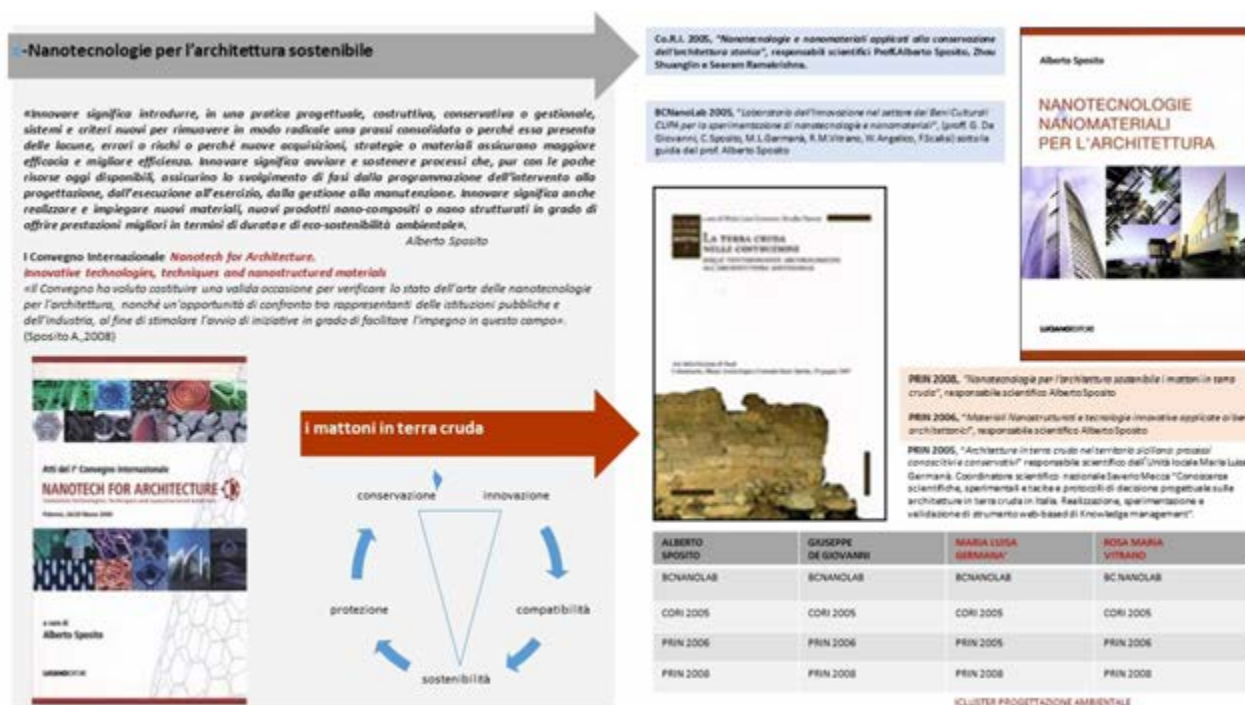 -Nanotecnologie per l'architettura sostenibile
«Innovare significa introdurre, in una pratica progettuale, costruttiva, conservativa o gestionale,
sistemi e criteri nuovi per rimuovere in modo radicale una prassi consolidata o perché essa presenta
delle lacune, errori o rischi o perché nuove acquisizioni, strategie o materiali assicurano maggiore
efficacia e migliore efficienza. Innovare significa avviare e sostenere processi che, pur con le poche
risorse oggi disponibili, assicurino lo svolgimento di fasi dalla programmazione dell'intervento alla
progettazione, dall'esecuzione all'esercizio, dalla gestione alla manutenzione. Innovare significa anche
realizzare e impiegare nuovi materiali, nuovi prodotti nano-compositi o nano strutturati in grado di
offrire prestazioni migliori in termini di durata e di eco-sostenibilità ambientale».
Alberto Sposito
I Convegno Internazionale Nanotech for Architecture.
Innovative technologies, techniques and nanostructured materials
«Il Convegno ha voluto costituire una valida occasione per verificare lo stato dell'arte delle nanotecnologie
per l'architettura, nonché un'opportunità di confronto tra rappresentanti delle istituzioni pubbliche e
dell'industria, al fine di stimolare l'avvio di iniziative in grado di facilitare l'impegno in questo campo».
(Sposito A.,2008)
Atti del I° Convegno Internazionale
NANOTECH FOR ARCHITECTURE
a cura di
Alberto Sposito
LUCIANOEDITORE
i mattoni in terra cruda
conservazione
innovazione
protezione
compatibilità
sostenibilità
Co.R.I. 2005, "Nanotecnologie e nanomateriali applicati alla conservazione
dell'architettura storica", responsabili scientifici Proff.Alberto Sposito, Zhou
Shuanglin e Seeram Ramakrishna.
BCNanoLab 2005, "Laboratorio dell'Innovazione nel settore dei Beni Culturali
CUPA per la sperimentazione di nanotecnologie e nanomateriali", (proff. G. De
Giovanni, C.Sposito, M.L.Germanà, R.M.Vitrano, W. Angelico, F.Scalisi) sotto la
guida del prof. Alberto Sposito
Alberto Sposito
NANOTECNOLOGIE
NANOMATERIALI
PER L'ARCHITETTURA
LUCIANOEDITORE
LA TERRA CRUDA
NELLE COSTRUZIONI
PRIN 2008, "Nanotecnologie per l'architettura sostenibile i mattoni in terra
cruda", responsabile scientifico Alberto Sposito
PRIN 2006, "Materiali Nanostrutturati e tecnologie innovative applicate ai beni
architettonici", responsabile scientifico Alberto Sposito
PRIN 2005, "Architetture in terra cruda nel territorio siciliano: processi
conoscitivi e conservativi" responsabile scientifico dell'Unità locale Maria Luisa
Germanà. Coordinatore scientifico nazionale Saverio Mecca "Conoscenze
scientifiche, sperimentali e tacite e protocolli di decisione progettuale sulle
architetture in terra cruda in Italia. Realizzazione, sperimentazione e
validazione di strumento web-based di Knowledge management".
ALBERTO SPOSITO
GIUSEPPE DE GIOVANNI
MARIA LUISA GERMANA'
ROSA MARIA VITRANO
BCNANOLAB BCNANOLAB BCNANOLAB BC NANOLAB
CORI 2005 CORI 2005 CORI 2005 CORI 2005
PRIN 2006 PRIN 2006 PRIN 2005 PRIN 2006
PRIN 2008 PRIN 2008 PRIN 2008 PRIN 2008
CLUSTER PROGETTAZIONE AMBIENTALE